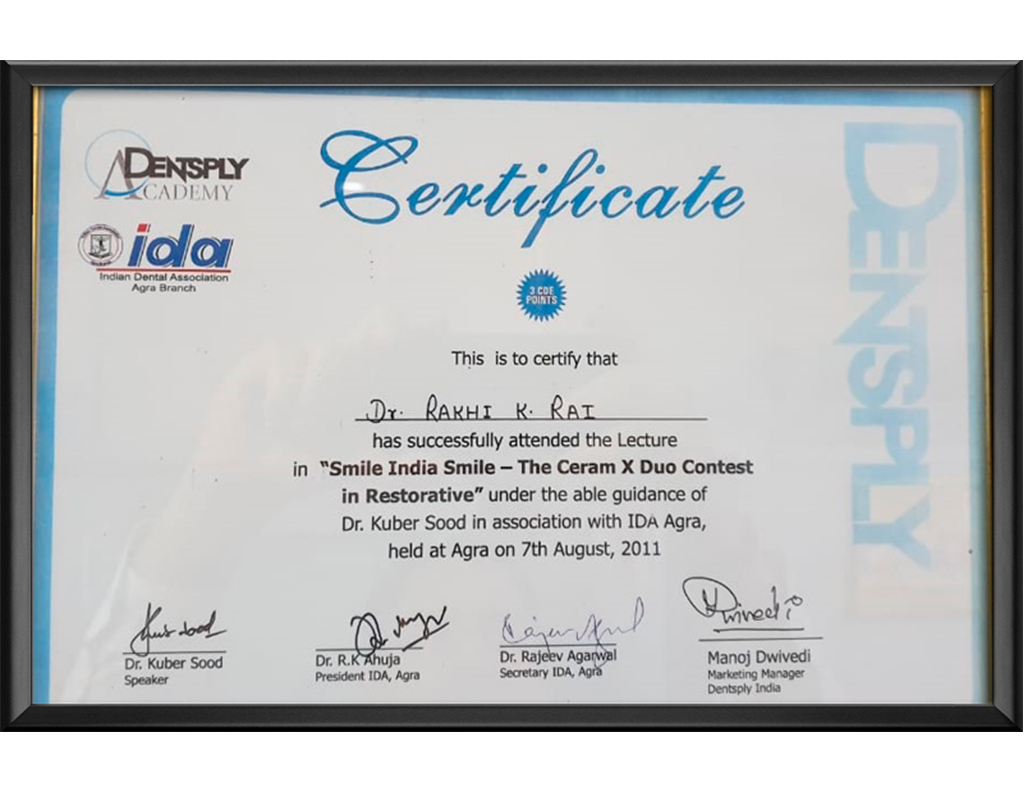 DENSPLY
ACADEMY
ida
Indian Dental Association
Agra Branch
Certificate
3 CDE
POINTS
DENTSPLY
This is to certify that
Dr. RAKHI K. RAI
has successfully attended the Lecture
in "Smile India Smile – The Ceram X Duo Contest
in Restorative" under the able guidance of
Dr. Kuber Sood in association with IDA Agra,
held at Agra on 7th August, 2011
Dr. Kuber Sood
Speaker
Dr. R.K Ahuja
President IDA, Agra
Dr. Rajeev Agarwal
Secretary IDA, Agra
Dwivedi
Manoj Dwivedi
Marketing Manager
Dentsply India